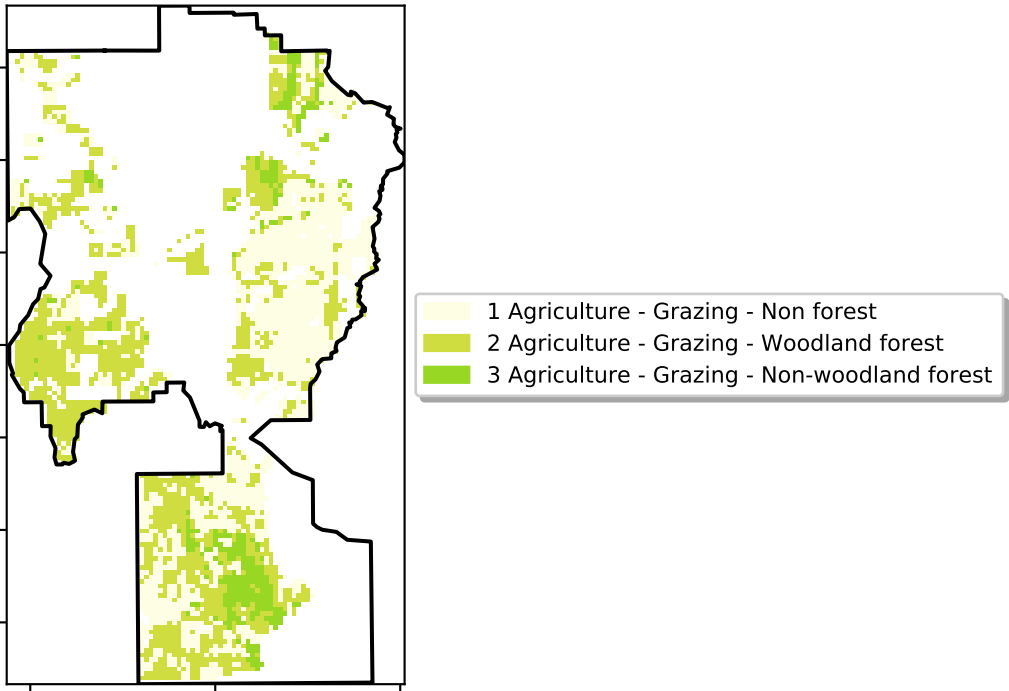 1 Agriculture - Grazing - Non forest
2 Agriculture - Grazing - Woodland forest
3 Agriculture - Grazing - Non-woodland forest